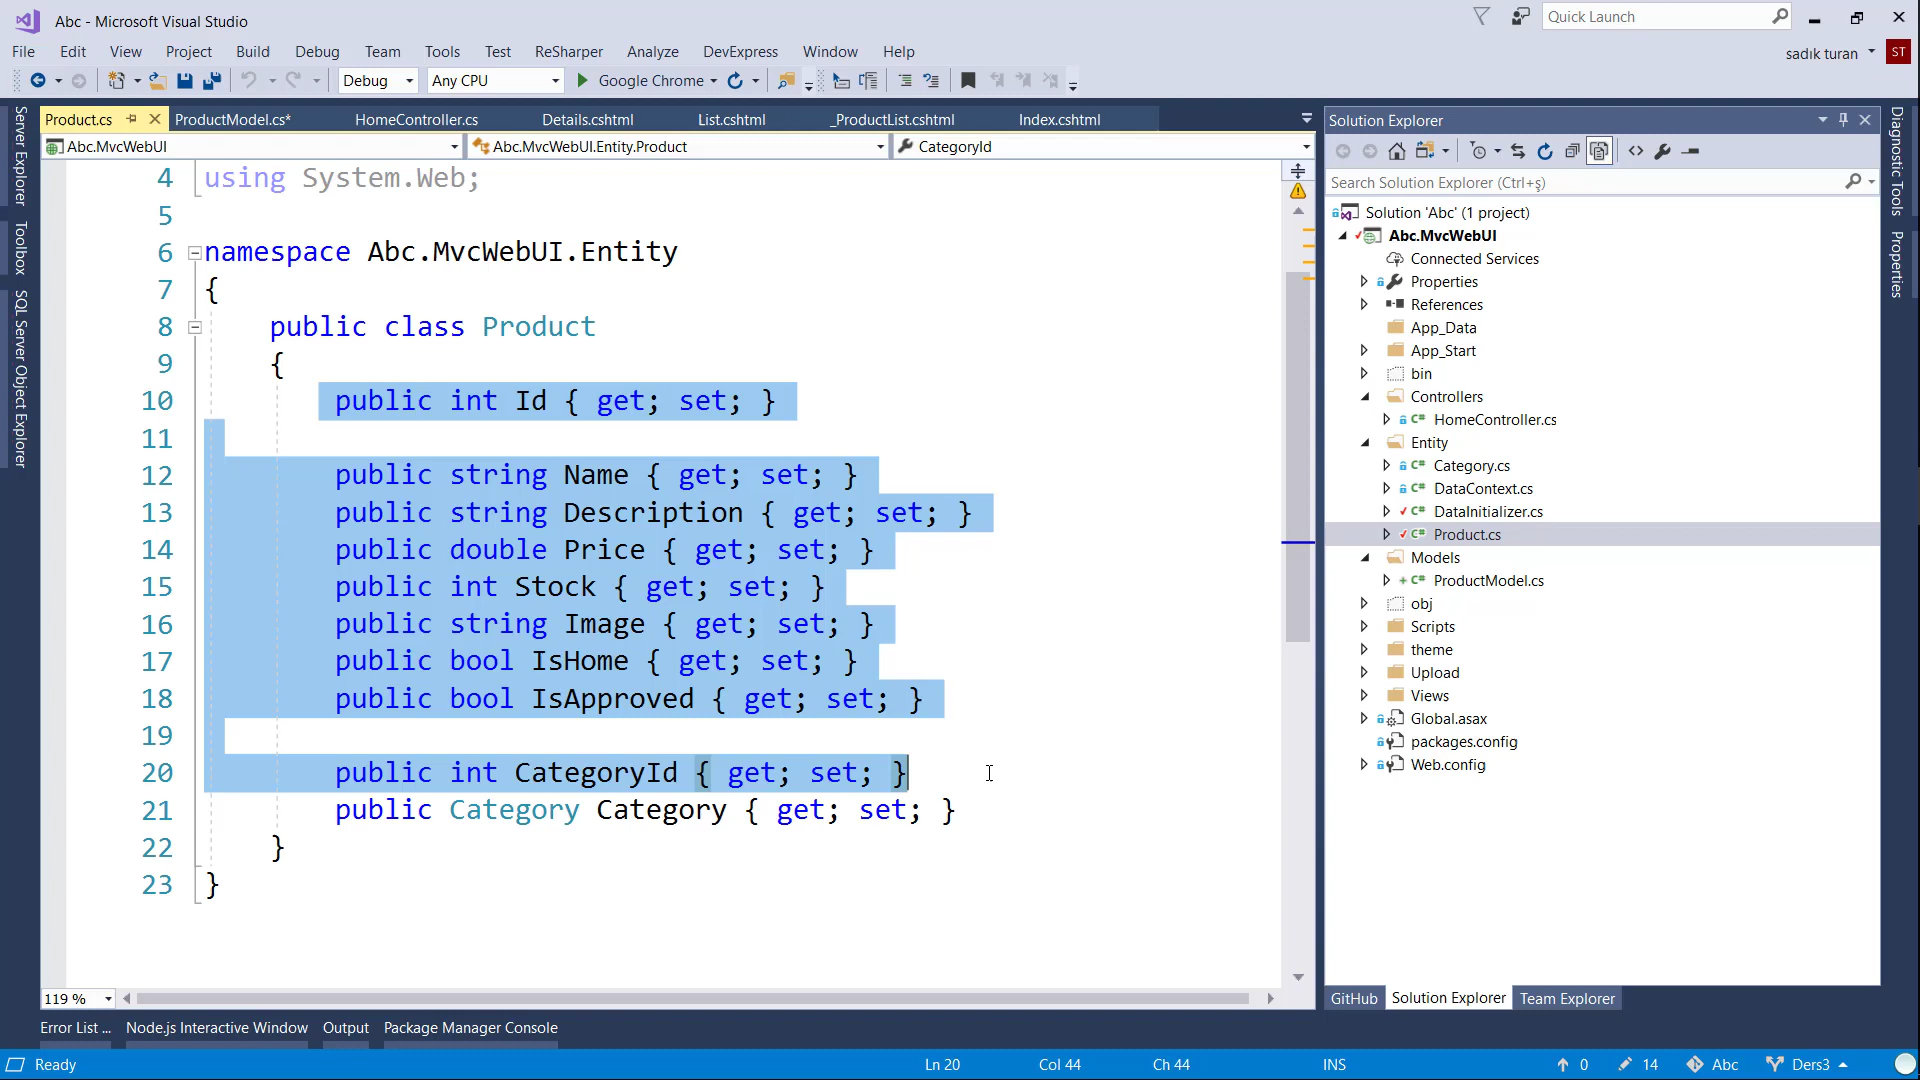 Abc - Microsoft Visual Studio
Quick Launch
File Edit View Project Build Debug Team Tools Test ReSharper Analyze DevExpress Window Help
sadık turan ST
Debug Any CPU Google Chrome
Product.cs ProductModel.cs* HomeController.cs Details.cshtml List.cshtml _ProductList.cshtml Index.cshtml
Abc.MvcWebUI Abc.MvcWebUI.Entity.Product CategoryId
Server Explorer
Toolbox
SQL Server Object Explorer
4 using System.Web;
5
6 namespace Abc.MvcWebUI.Entity
7 {
8 public class Product
9 {
10 public int Id { get; set; }
11
12 public string Name { get; set; }
13 public string Description { get; set; }
14 public double Price { get; set; }
15 public int Stock { get; set; }
16 public string Image { get; set; }
17 public bool IsHome { get; set; }
18 public bool IsApproved { get; set; }
19
20 public int CategoryId { get; set; }
21 public Category Category { get; set; }
22 }
23 }
119 %
Solution Explorer
Search Solution Explorer (Ctrl+ş)
Solution 'Abc' (1 project)
Abc.MvcWebUI
Connected Services
Properties
References
App_Data
App_Start
bin
Controllers
C# HomeController.cs
Entity
C# Category.cs
C# DataContext.cs
C# DataInitializer.cs
C# Product.cs
Models
C# ProductModel.cs
obj
Scripts
theme
Upload
Views
Global.asax
packages.config
Web.config
GitHub Solution Explorer Team Explorer
Diagnostic Tools
Properties
Error List ... Node.js Interactive Window Output Package Manager Console
Ready Ln 20 Col 44 Ch 44 INS 0 14 Abc Ders3